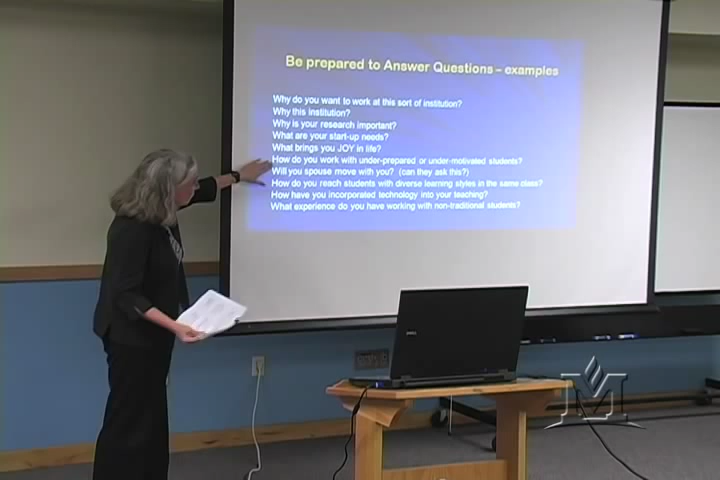 Be prepared to Answer Questions – examples
Why do you want to work at this sort of institution?
Why this institution?
Why is your research important?
What are your start-up needs?
What brings you JOY in life?
How do you work with under-prepared or under-motivated students?
Will you spouse move with you? (can they ask this?)
How do you reach students with diverse learning styles in the same class?
How have you incorporated technology into your teaching?
What experience do you have working with non-traditional students?
DELL
M